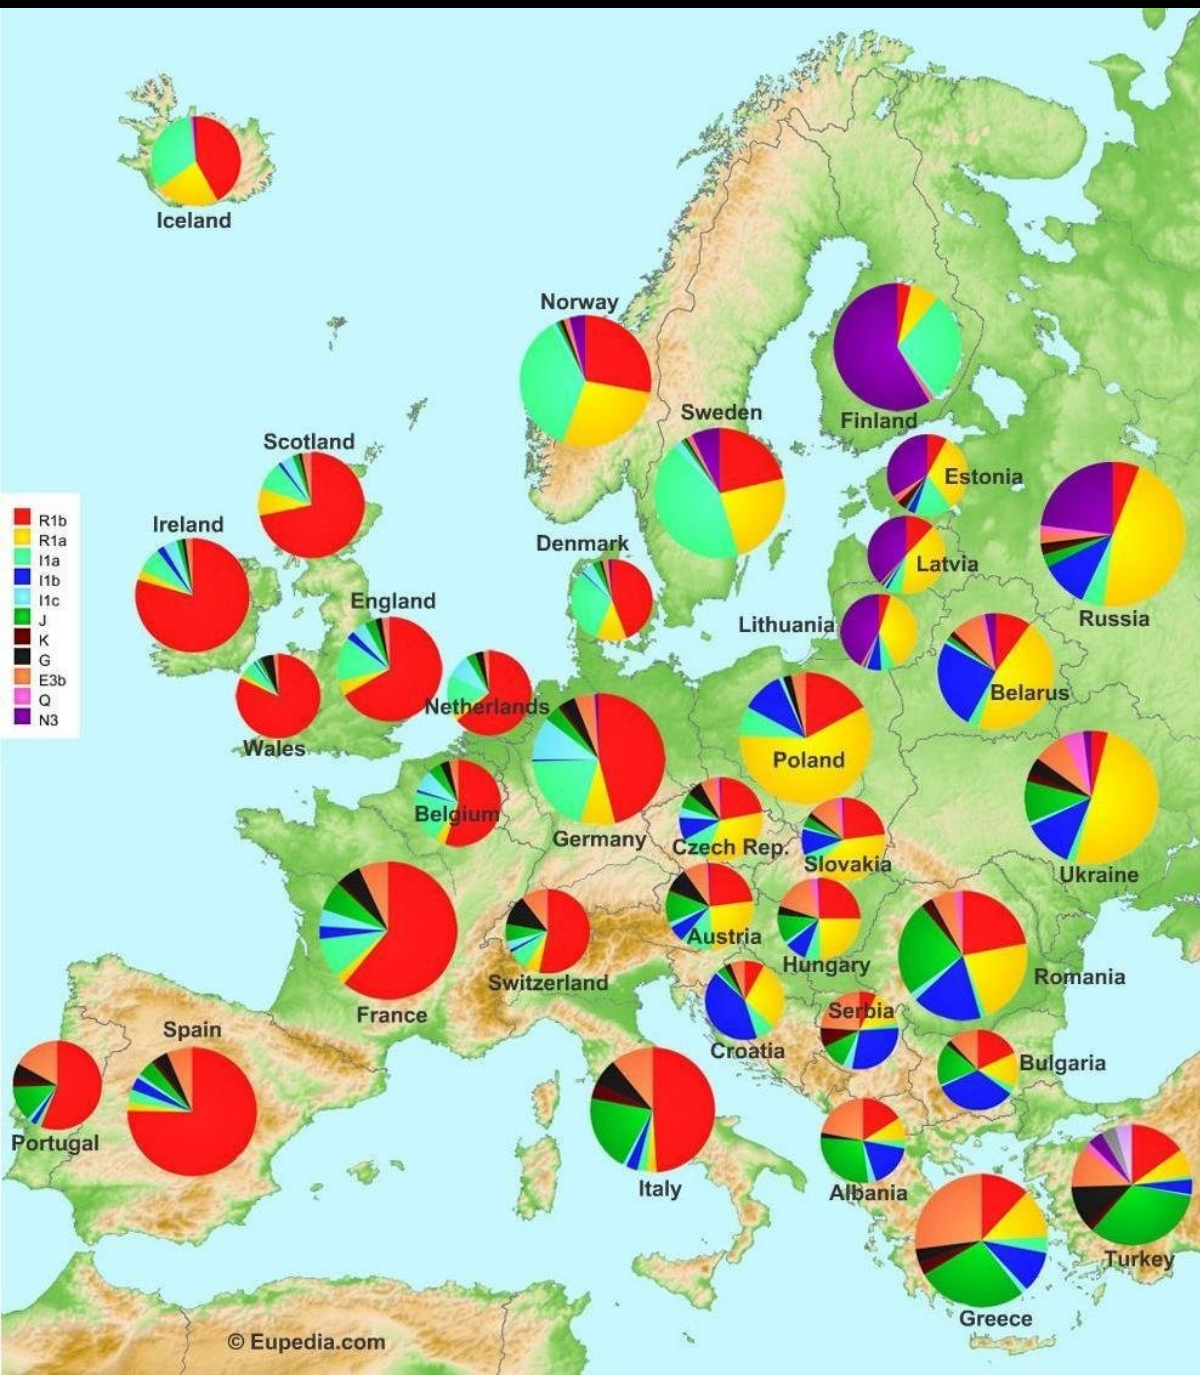 Iceland
Norway
Sweden
Finland
Scotland
Estonia
R1b
R1a
I1a
I1b
I1c
J
K
G
E3b
Q
N3
Ireland
Denmark
Latvia
England
Lithuania
Russia
Belarus
Netherlands
Wales
Poland
Belgium
Germany
Czech Rep.
Slovakia
Ukraine
Austria
Hungary
Switzerland
Romania
France
Serbia
Spain
Croatia
Bulgaria
Portugal
Italy
Albania
Turkey
Greece
© Eupedia.com